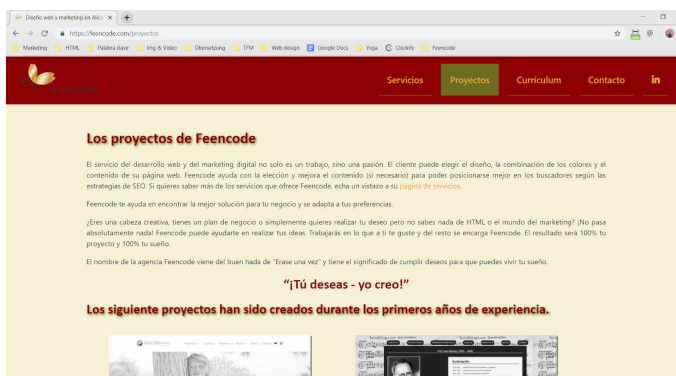 Diseño web y marketing en Alica
https://feencode.com/proyectos
Marketing HTML Palabra clave Img & Video Übersetzung TFM Web design Google Docs Yoga Clockify Feencode
Servicios Proyectos Currículum Contacto in
Los proyectos de Feencode
El servicio del desarrollo web y del marketing digital no solo es un trabajo, sino una pasión. El cliente puede elegir el diseño, la combinación de los colores y el
contenido de su página web. Feencode ayuda con la elección y mejora el contenido (si necesario) para poder posicionarse mejor en los buscadores según las
estrategias de SEO. Si quieres saber más de los servicios que ofrece Feencode, echa un vistazo a su página de servicios.
Feencode te ayuda en encontrar la mejor solución para tu negocio y se adapta a tus preferencias.
¿Eres una cabeza creativa, tienes un plan de negocio o simplemente quieres realizar tu deseo pero no sabes nada de HTML o el mundo del marketing? ¡No pasa
absolutamente nada! Feencode puede ayudarte en realizar tus ideas. Trabajarás en lo que a ti te guste y del resto se encarga Feencode. El resultado será 100% tu
proyecto y 100% tu sueño.
El nombre de la agencia Feencode viene del buen hada de "Erase una vez" y tiene el significado de cumplir deseos para que puedes vivir tu sueño.
“¡Tú deseas - yo creo!”
Los siguiente proyectos han sido creados durante los primeros años de experiencia.